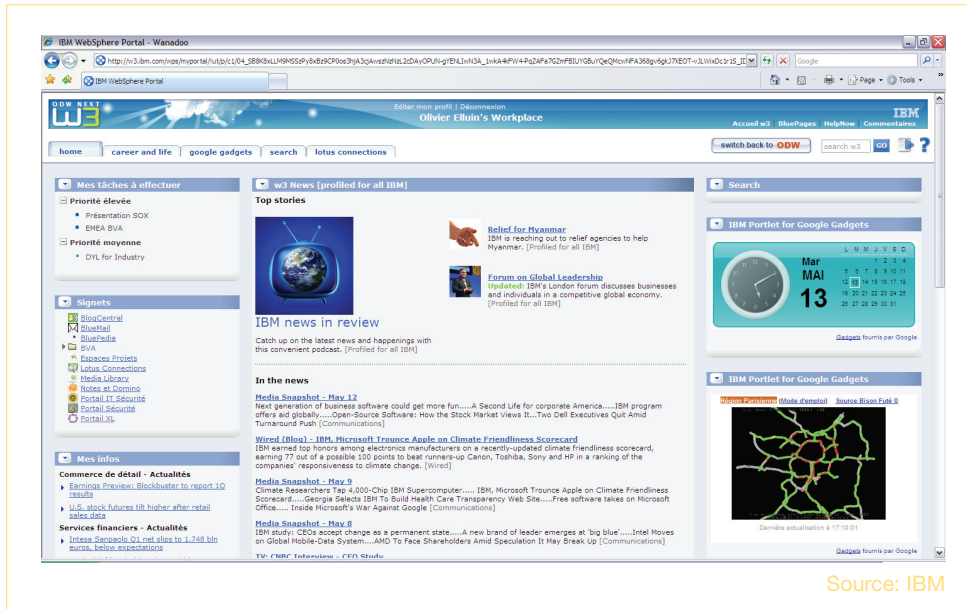 IBM WebSphere Portal - Wanadoo
Google
IBM WebSphere Portal
Page
Tools
ODW NEXT
w3
Editer mon profil | Déconnexion
Olivier Elluin's Workplace
IBM
Accueil w3 | BluePages | HelpNow | Commentaires
home
career and life
google gadgets
search
lotus connections
switch back to ODW
search w3
GO
?
Mes tâches à effectuer
Priorité élevée
Présentation SOX
EMEA BVA
Priorité moyenne
DYL for Industry
Signets
BlogCentral
BlueMail
BluePedia
BVA
Espaces Projets
Lotus Connections
Media Library
Notes et Domino
Portail IT Sécurité
Portail Sécurité
Portail XL
Mes infos
Commerce de détail - Actualités
Earnings Preview: Blockbuster to report 1Q
results
U.S. stock futures tilt higher after retail
sales data
Services financiers - Actualités
Intesa Sanpaolo Q1 net slips to 1.748 bln
euros, below expectations
w3 News [profiled for all IBM]
Top stories
IBM news in review
Catch up on the latest news and happenings with
this convenient podcast. [Profiled for all IBM]
Relief for Myanmar
IBM is reaching out to relief agencies to help
Myanmar. [Profiled for all IBM]
Forum on Global Leadership
Updated: IBM's London forum discusses businesses
and individuals in a competitive global economy.
[Profiled for all IBM]
In the news
Media Snapshot - May 12
Next generation of business software could get more fun.....A Second Life for corporate America.....IBM program
offers aid globally.....Open-Source Software: How the Stock Market Views It...Two Dell Executives Quit Amid
Turnaround Push [Communications]
Wired (Blog) - IBM, Microsoft Trounce Apple on Climate Friendliness Scorecard
IBM earned top honors among electronics manufacturers on a recently-updated climate friendliness scorecard,
earning 77 out of a possible 100 points to beat runners-up Canon, Toshiba, Sony and HP in a ranking of the
companies' responsiveness to climate change. [Wired]
Media Snapshot - May 9
Climate Researchers Tap 4,000-Chip IBM Supercomputer..... IBM, Microsoft Trounce Apple on Climate Friendliness
Scorecard.....Georgia Selects IBM To Build Health Care Transparency Web Site....Free software takes on Microsoft
Office..... Inside Microsoft's War Against Google [Communications]
Media Snapshot - May 8
IBM study: CEOs accept change as a permanent state.....A new brand of leader emerges at 'big blue'.....Intel Moves
on Global Mobile-Data System....AMD To Face Shareholders Amid Speculation It May Break Up [Communications]
TV: CNBC Interview - CEO Study
Search
IBM Portlet for Google Gadgets
Mar
MAI
13
L M M J V S D
1 2 3 4
5 6 7 8 9 10 11
12 13 14 15 16 17 18
19 20 21 22 23 24 25
26 27 28 29 30 31
Gadgets fournis par Google
IBM Portlet for Google Gadgets
Région Parisienne (Mode d'emploi) Source Bison Futé ©
Dernière actualisation à 17:10:01
Gadgets fournis par Google
Source: IBM